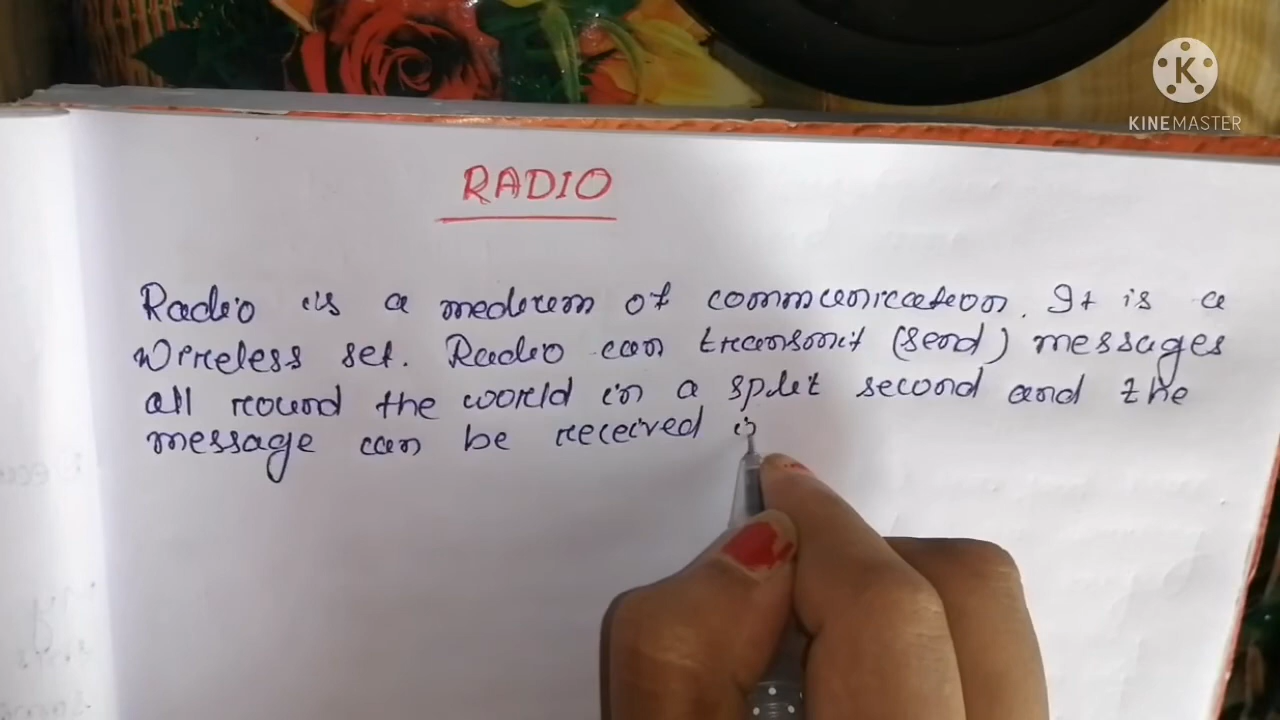 KINEMASTER
RADIO
Radio is a medium of communication. It is a
Wireless set. Radio can transmit (send) messages
all round the world in a split second and the
message can be received i